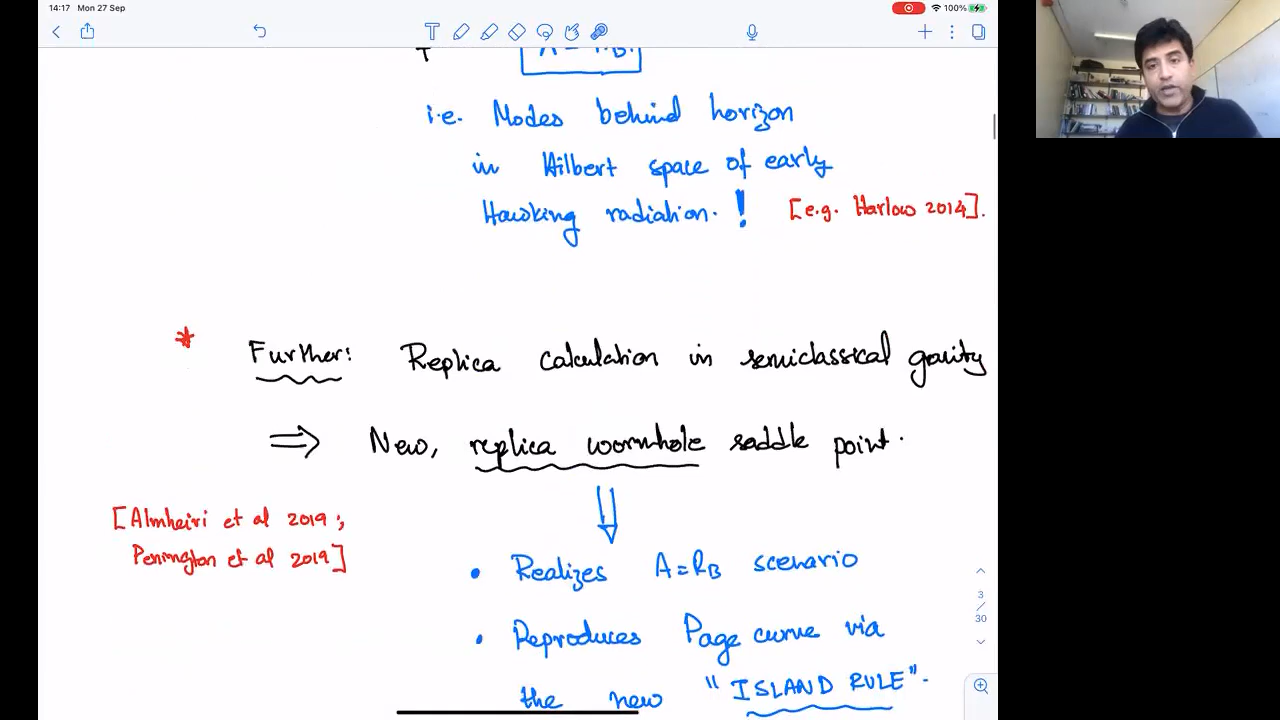 14:17 Mon 27 Sep
100%
i.e. Modes behind horizon
in Hilbert space of early
Hawking radiation. !
[e.g. Harlow 2014].
* Further: Replica calculation in semiclassical gravity
⇒ New, replica wormhole saddle point.
[Almheiri et al 2019;
Penington et al 2019]
• Realizes A=RB scenario
• Reproduces Page curve via
the new "ISLAND RULE".
3
/
30